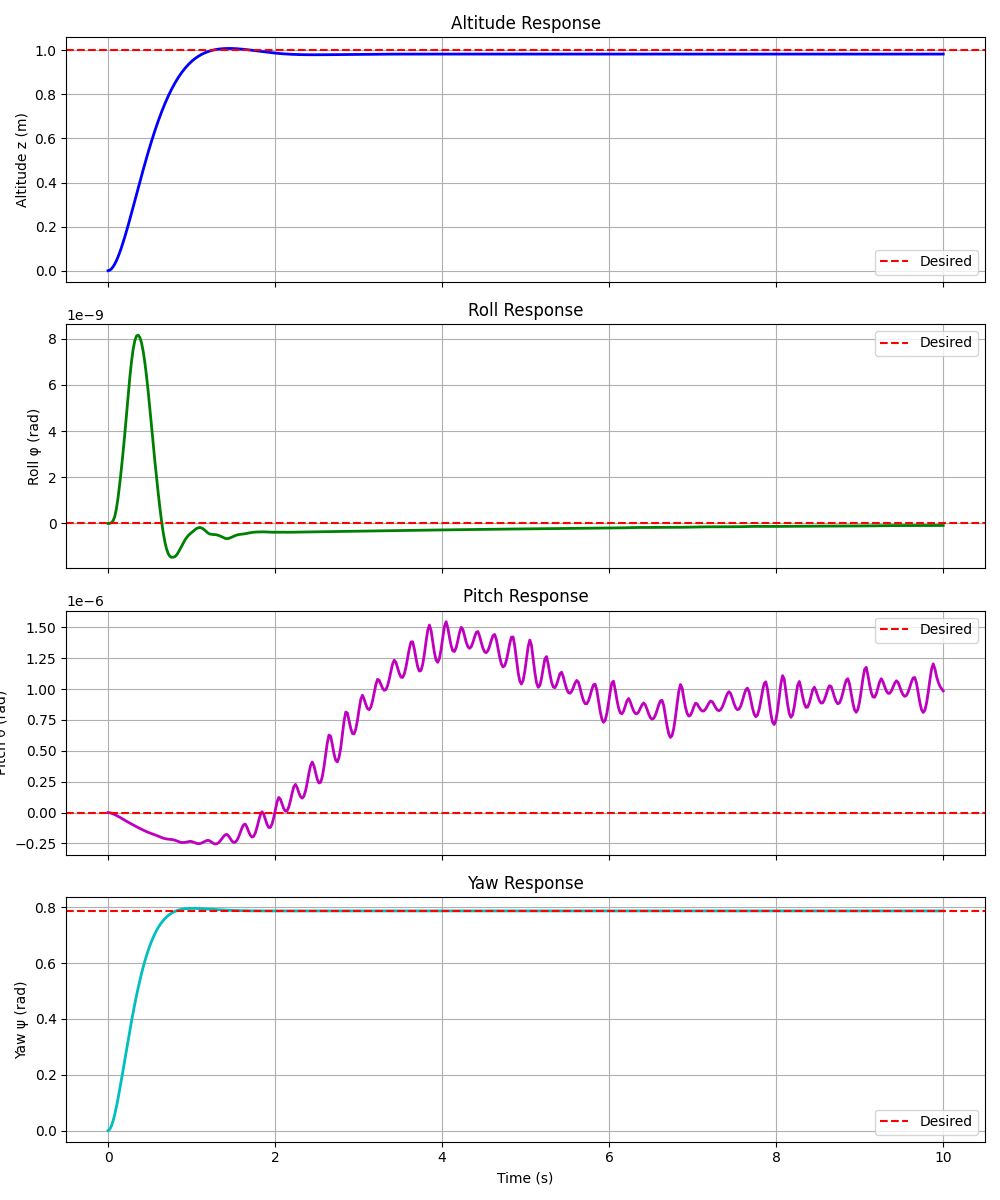 Altitude Response
1.0
0.8
0.6
0.4
0.2
0.0
Altitude z (m)
Desired
Roll Response
1e−9
8
6
4
2
0
Roll φ (rad)
Desired
Pitch Response
1e−6
1.50
1.25
1.00
0.75
0.50
0.25
0.00
−0.25
(rad)
Desired
Yaw Response
0.8
0.6
0.4
0.2
0.0
Yaw ψ (rad)
Desired
0 2 4 6 8 10
Time (s)